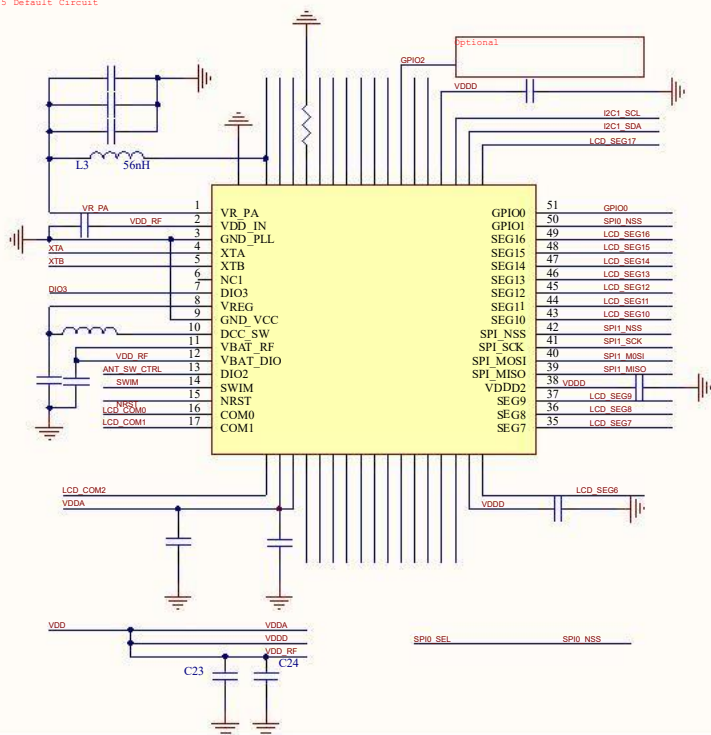 5 Default Circuit
Optional
GPIO2
VDDD
I2C1_SCL
I2C1_SDA
LCD_SEG17
L3 56nH
VR_PA 1 VR_PA
VDD_RF 2 VDD_IN
3 GND_PLL
XTA 4 XTA
XTB 5 XTB
6 NC1
DIO3 7 DIO3
8 VREG
9 GND_VCC
10 DCC_SW
11 VBAT_RF
VDD_RF 12 VBAT_DIO
ANT_SW_CTRL 13 DIO2
SWIM 14 SWIM
NRST 15 NRST
LCD_COM0 16 COM0
LCD_COM1 17 COM1
GPIO0 51 GPIO0
GPIO1 50 SPI0_NSS
SEG16 49 LCD_SEG16
SEG15 48 LCD_SEG15
SEG14 47 LCD_SEG14
SEG13 46 LCD_SEG13
SEG12 45 LCD_SEG12
SEG11 44 LCD_SEG11
SEG10 43 LCD_SEG10
SPI_NSS 42 SPI1_NSS
SPI_SCK 41 SPI1_SCK
SPI_MOSI 40 SPI1_M0SI
SPI_MISO 39 SPI1_MISO
VDDD2 38 VDDD
SEG9 37 LCD_SEG9
SEG8 36 LCD_SEG8
SEG7 35 LCD_SEG7
LCD_COM2
VDDA
LCD_SEG6
VDDD
VDD VDDA
VDDD
VDD_RF
C23 C24
SPI0_SEL SPI0_NSS